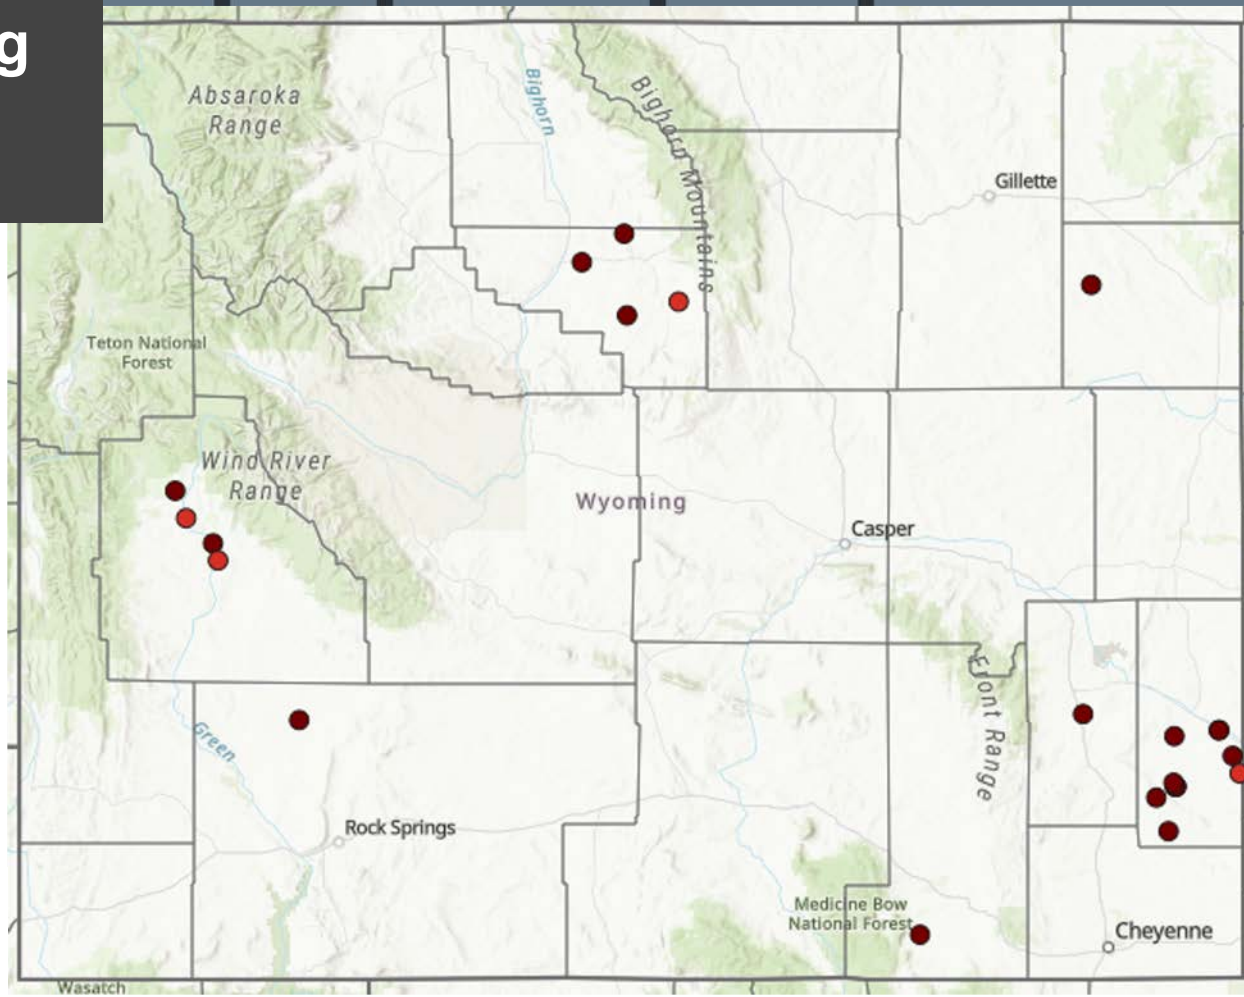 g
Absaroka
Range
Bighorn
Bighorn Mountains
Gillette
Teton National
Forest
Wind River
Range
Wyoming
Casper
Front Range
Green
Rock Springs
Medicine Bow
National Forest
Cheyenne
Wasatch